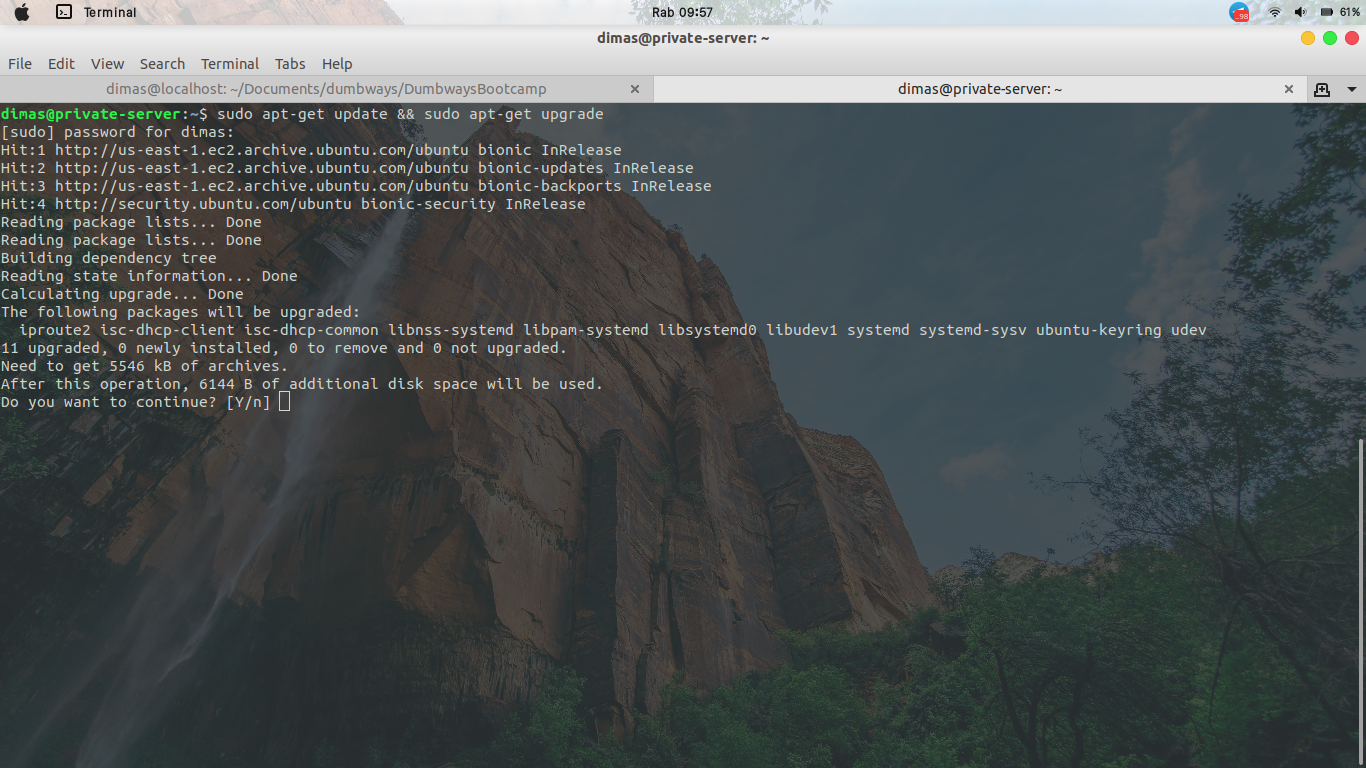 Terminal
Rab 09:57
98
61%
dimas@private-server: ~
File Edit View Search Terminal Tabs Help
dimas@localhost: ~/Documents/dumbways/DumbwaysBootcamp
dimas@private-server: ~
dimas@private-server:~$ sudo apt-get update && sudo apt-get upgrade
[sudo] password for dimas:
Hit:1 http://us-east-1.ec2.archive.ubuntu.com/ubuntu bionic InRelease
Hit:2 http://us-east-1.ec2.archive.ubuntu.com/ubuntu bionic-updates InRelease
Hit:3 http://us-east-1.ec2.archive.ubuntu.com/ubuntu bionic-backports InRelease
Hit:4 http://security.ubuntu.com/ubuntu bionic-security InRelease
Reading package lists... Done
Reading package lists... Done
Building dependency tree
Reading state information... Done
Calculating upgrade... Done
The following packages will be upgraded:
  iproute2 isc-dhcp-client isc-dhcp-common libnss-systemd libpam-systemd libsystemd0 libudev1 systemd systemd-sysv ubuntu-keyring udev
11 upgraded, 0 newly installed, 0 to remove and 0 not upgraded.
Need to get 5546 kB of archives.
After this operation, 6144 B of additional disk space will be used.
Do you want to continue? [Y/n]